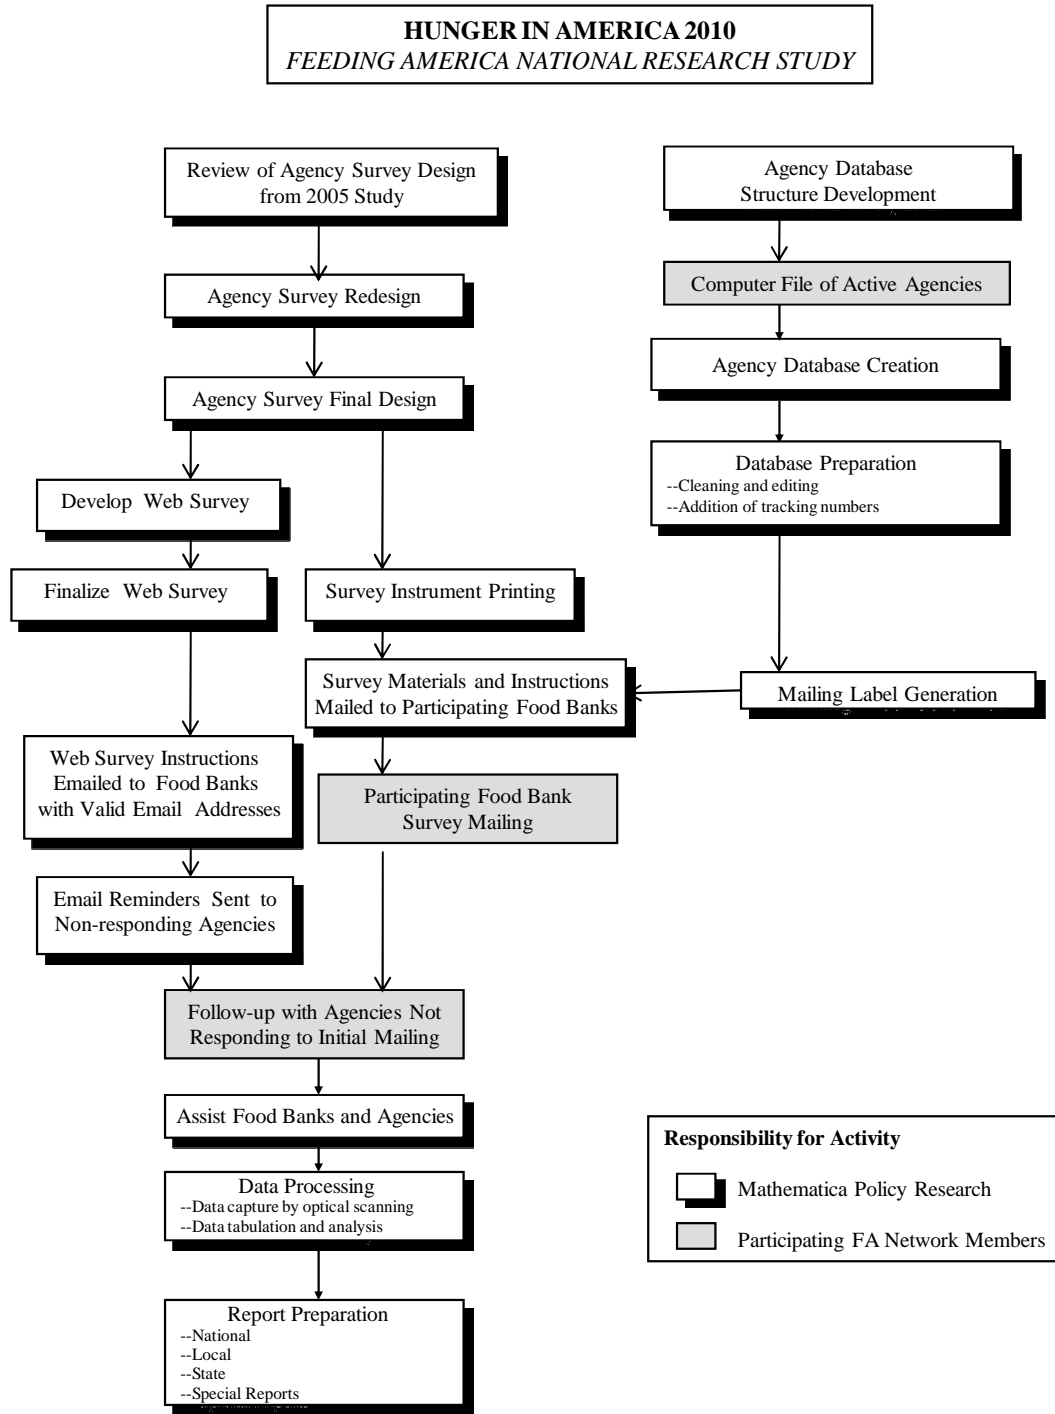 HUNGER IN AMERICA 2010
FEEDING AMERICA NATIONAL RESEARCH STUDY
Review of Agency Survey Design
from 2005 Study
Agency Survey Redesign
Agency Survey Final Design
Develop Web Survey
Finalize Web Survey
Web Survey Instructions
Emailed to Food Banks
with Valid Email Addresses
Email Reminders Sent to
Non-responding Agencies
Survey Instrument Printing
Survey Materials and Instructions
Mailed to Participating Food Banks
Participating Food Bank
Survey Mailing
Agency Database
Structure Development
Computer File of Active Agencies
Agency Database Creation
Database Preparation
--Cleaning and editing
--Addition of tracking numbers
Mailing Label Generation
Follow-up with Agencies Not
Responding to Initial Mailing
Assist Food Banks and Agencies
Data Processing
--Data capture by optical scanning
--Data tabulation and analysis
Report Preparation
--National
--Local
--State
--Special Reports
Responsibility for Activity
Mathematica Policy Research
Participating FA Network Members